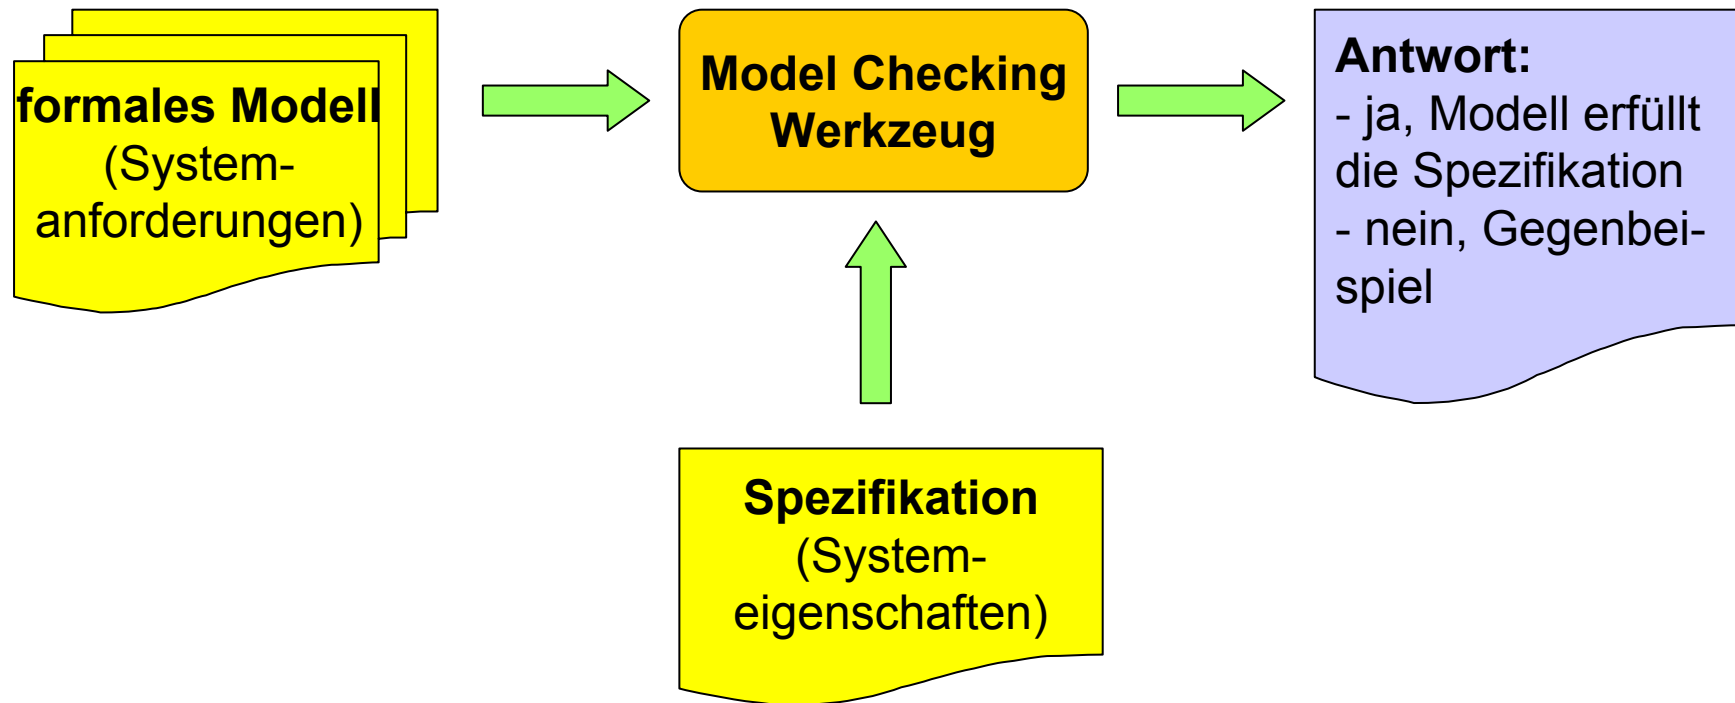 formales Modell
(System-
anforderungen)
Model Checking
Werkzeug
Antwort:
- ja, Modell erfüllt
die Spezifikation
- nein, Gegenbei-
spiel
Spezifikation
(System-
eigenschaften)